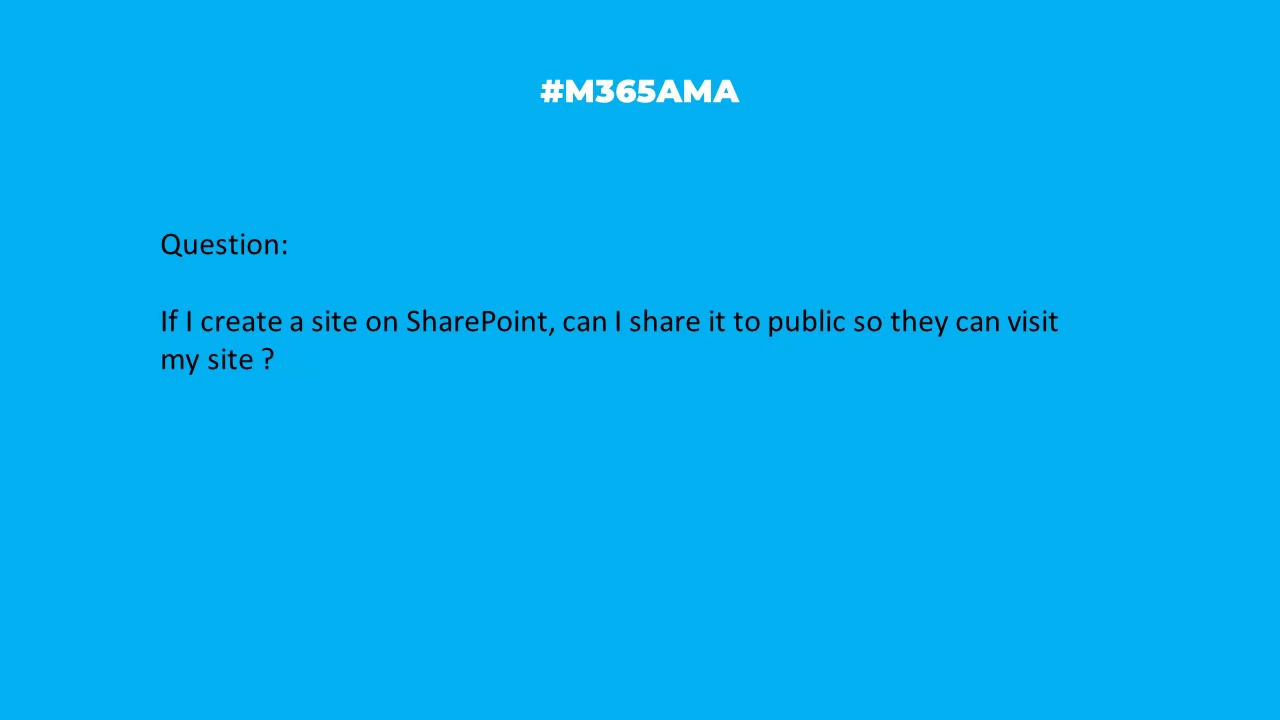 #M365AMA
Question:
If I create a site on SharePoint, can I share it to public so they can visit
my site ?